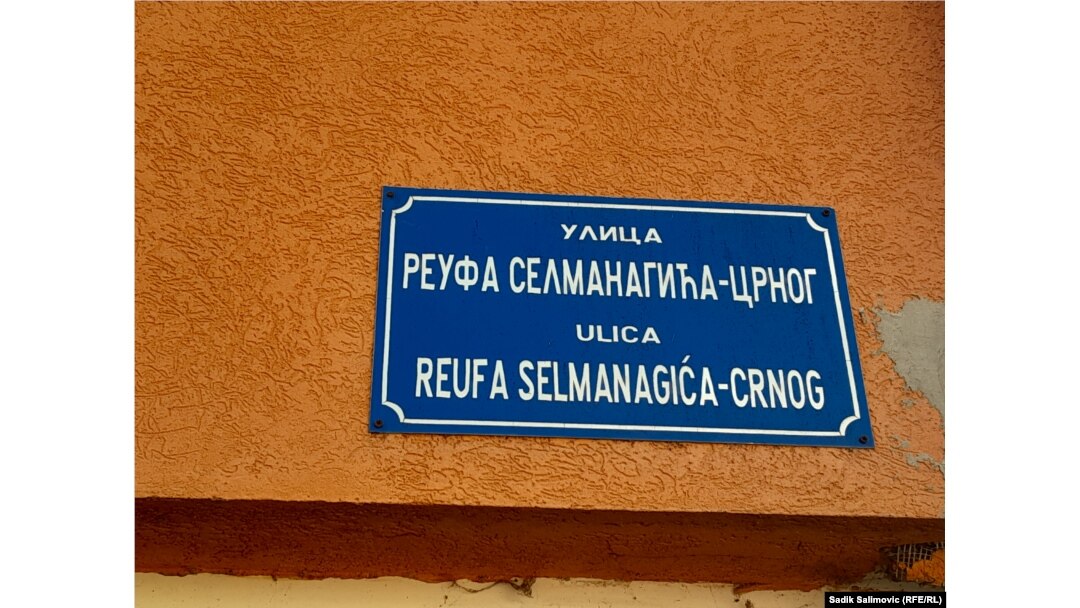 УЛИЦА
РЕУФА СЕЛМАНАГИЋА-ЦРНОГ
ULICA
REUFA SELMANAGIĆA-CRNOG
Sadik Salimovic (RFE/RL)